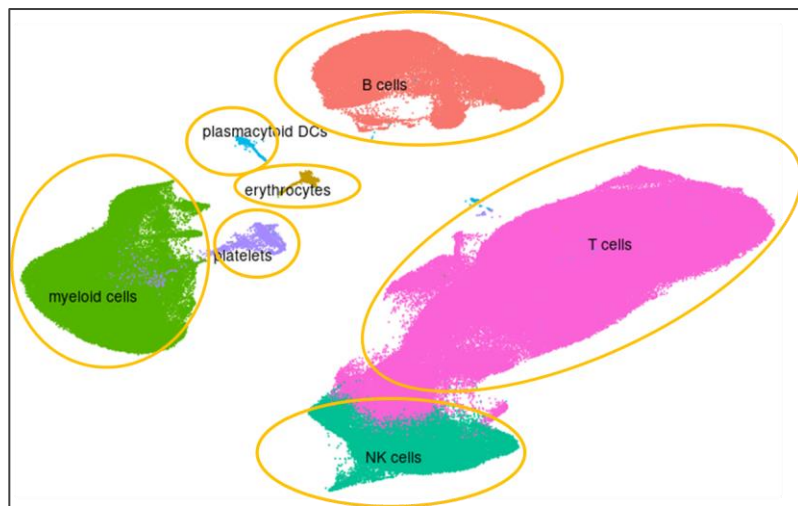 B cells
plasmacytoid DCs
erythrocytes
T cells
platelets
myeloid cells
NK cells